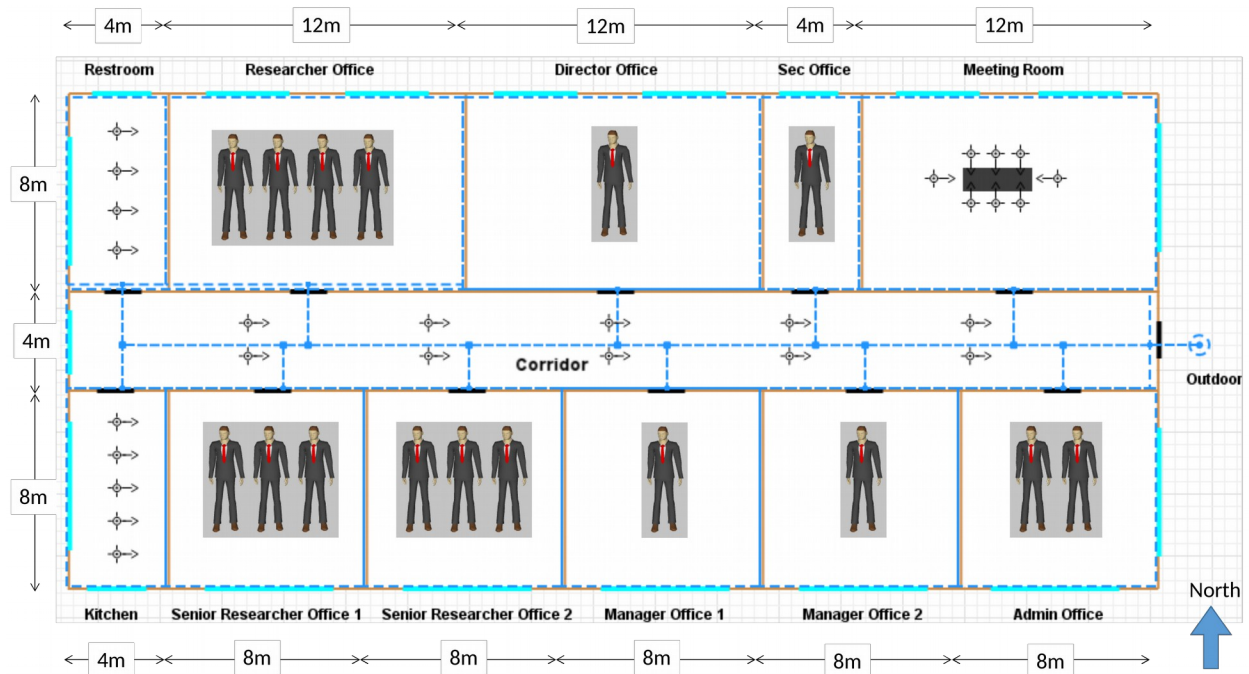 4m 12m 12m 4m 12m
Restroom Researcher Office Director Office Sec Office Meeting Room
8m
4m
Corridor
Outdoor
8m
North
Kitchen Senior Researcher Office 1 Senior Researcher Office 2 Manager Office 1 Manager Office 2 Admin Office
4m 8m 8m 8m 8m 8m